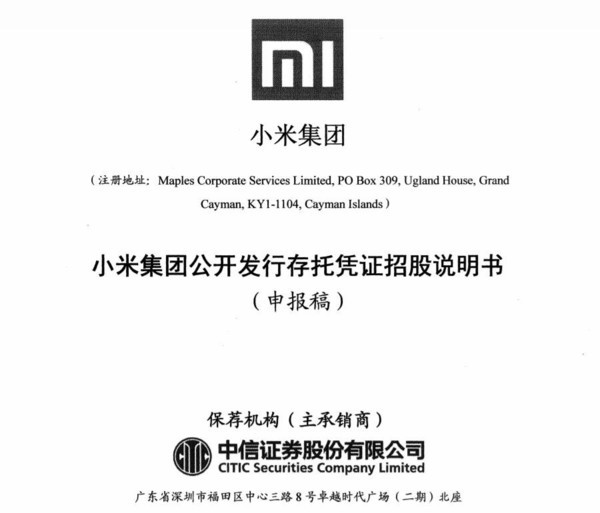 小米集团
（注册地址：Maples Corporate Services Limited, PO Box 309, Ugland House, Grand
Cayman, KY1-1104, Cayman Islands）
小米集团公开发行存托凭证招股说明书
（申报稿）
保荐机构（主承销商）
中信证券股份有限公司
CITIC
CITIC Securities Company Limited
广东省深圳市福田区中心三路 8 号卓越时代广场（二期）北座